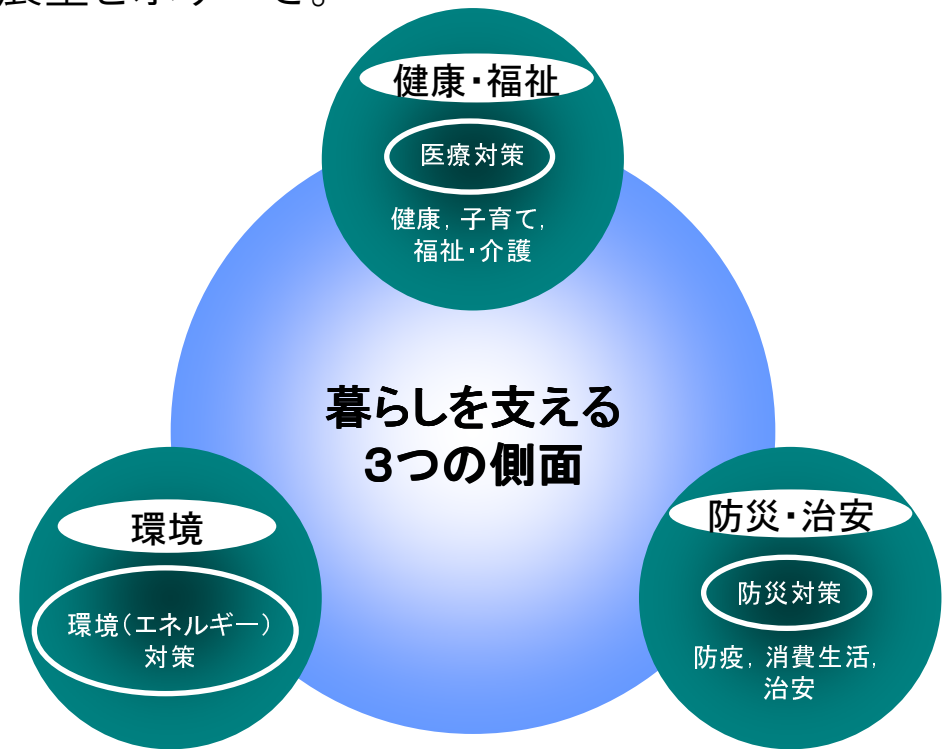 健康・福祉
医療対策
健康, 子育て,
福祉・介護
暮らしを支える
３つの側面
環境
環境(エネルギー)
対策
防災・治安
防災対策
防疫, 消費生活,
治安